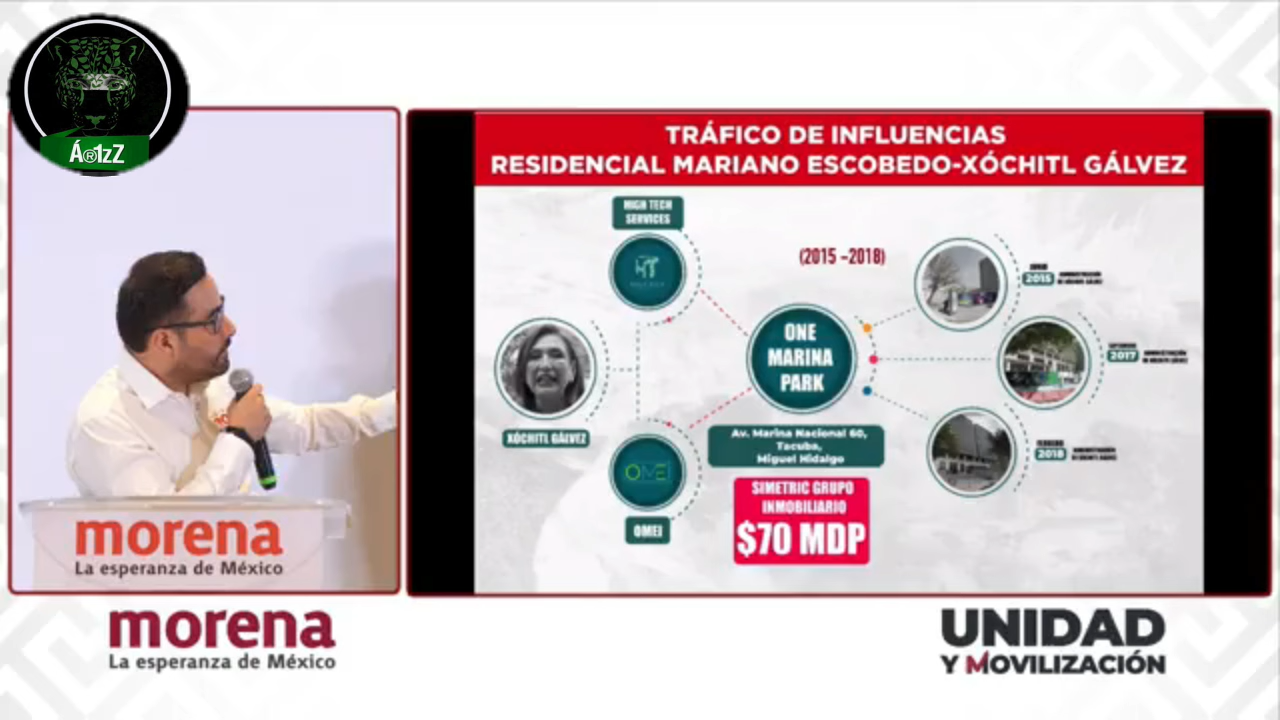 Á®1zZ
TRÁFICO DE INFLUENCIAS
RESIDENCIAL MARIANO ESCOBEDO-XÓCHITL GÁLVEZ
HIGH TECH
SERVICES
(2015 -2018)
ONE
MARINA
PARK
XÓCHITL GÁLVEZ
OMEI
OMEI
Av. Marina Nacional 60,
Tacuba,
Miguel Hidalgo
SIMETRIC GRUPO
INMOBILIARIO
$70 MDP
2015
2017
FEBRERO
2018
morena
La esperanza de México
morena
La esperanza de México
UNIDAD
Y MOVILIZACIÓN